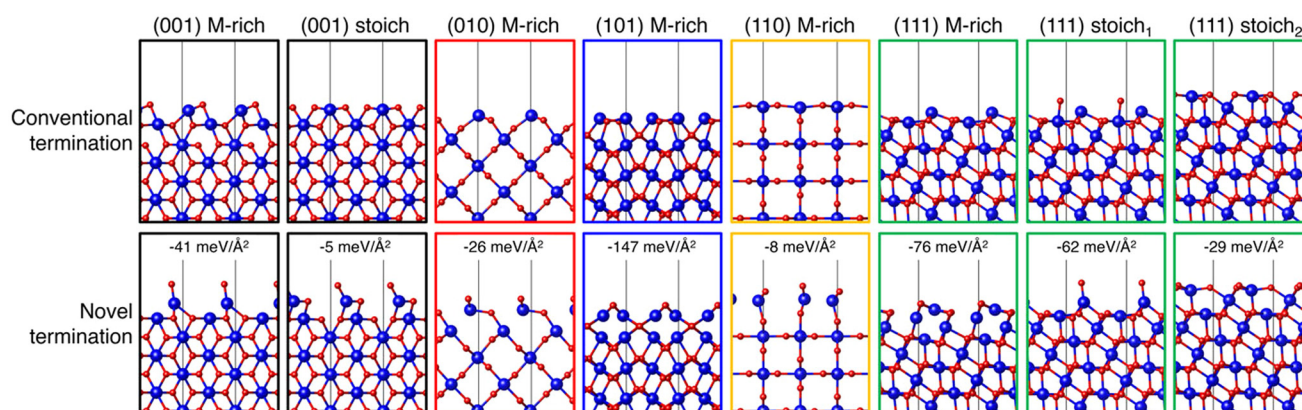 (001) M-rich
(001) stoich
(010) M-rich
(101) M-rich
(110) M-rich
(111) M-rich
(111) stoich₁
(111) stoich₂
Conventional
termination
-41 meV/Å²
-5 meV/Å²
-26 meV/Å²
-147 meV/Å²
-8 meV/Å²
-76 meV/Å²
-62 meV/Å²
-29 meV/Å²
Novel
termination